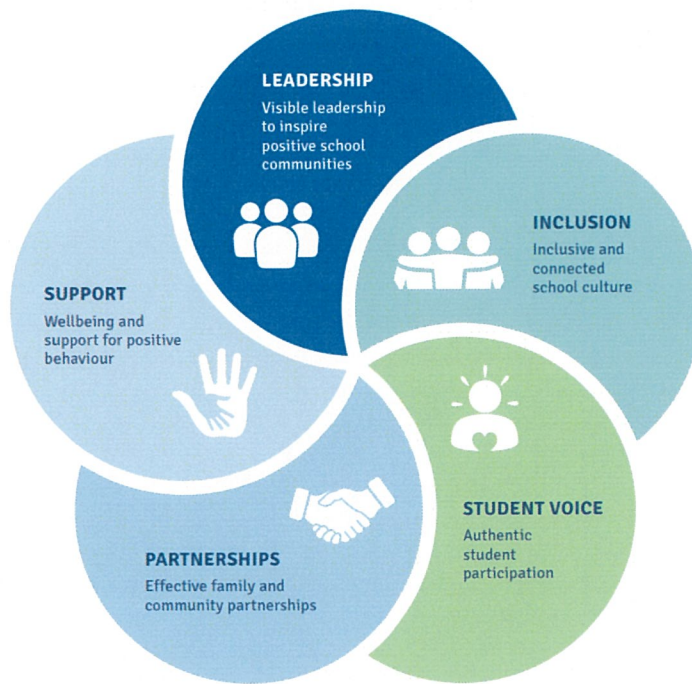 LEADERSHIP
Visible leadership
to inspire
positive school
communities
INCLUSION
Inclusive and
connected
school culture
STUDENT VOICE
Authentic
student
participation
PARTNERSHIPS
Effective family and
community partnerships
SUPPORT
Wellbeing and
support for positive
behaviour